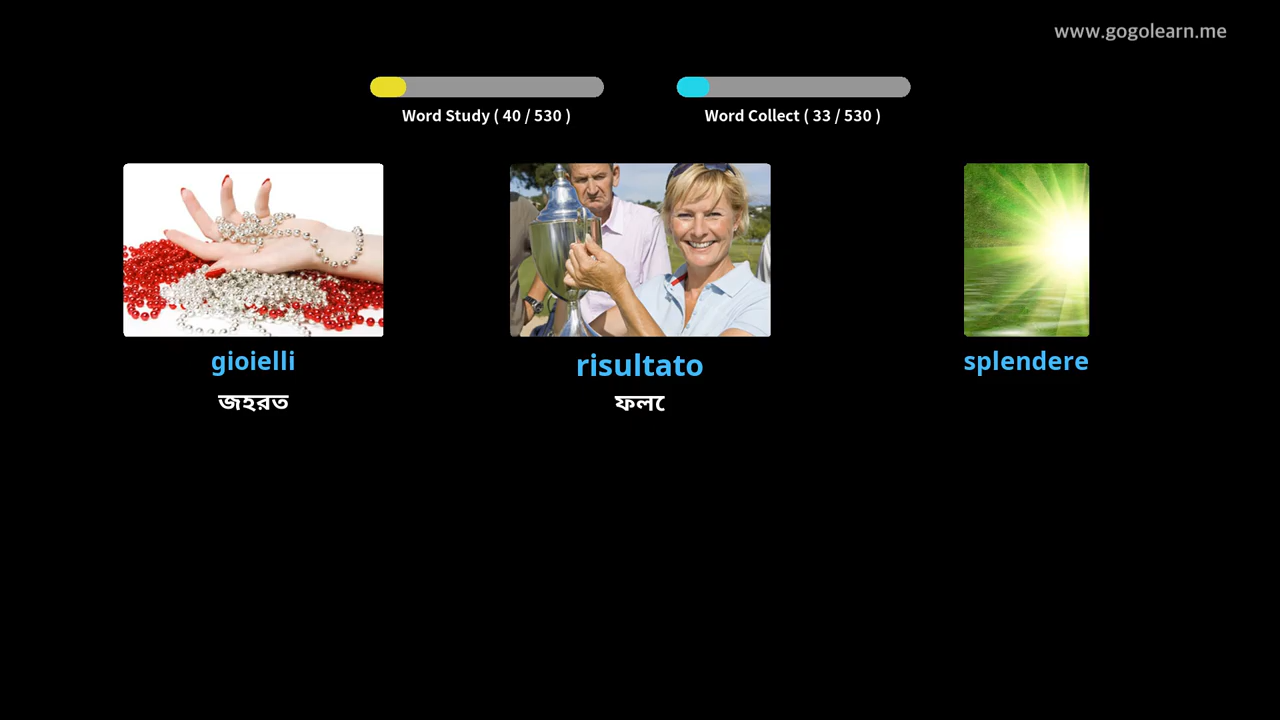 www.gogolearn.me
Word Study ( 40 / 530 )
Word Collect ( 33 / 530 )
gioielli
risultato
splendere
জহরত
ফলে